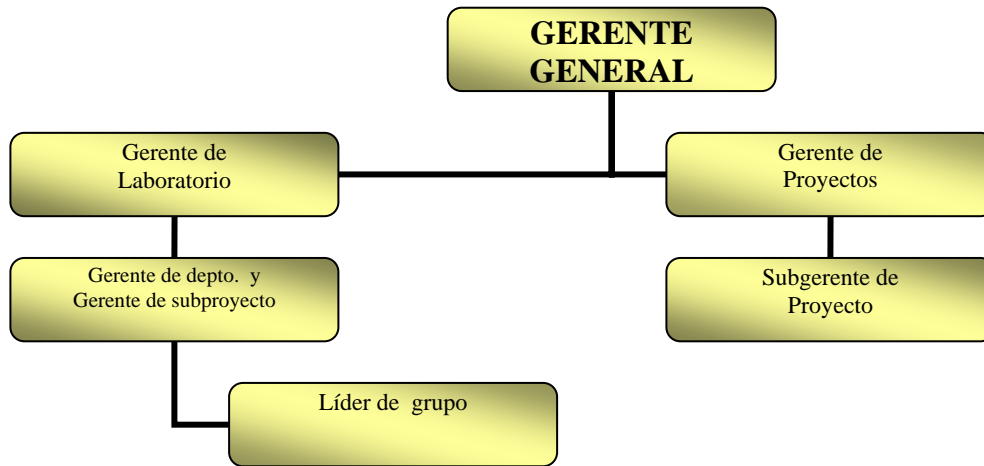 GERENTE
GENERAL
Gerente de
Laboratorio
Gerente de
Proyectos
Gerente de depto. y
Gerente de subproyecto
Subgerente de
Proyecto
Líder de grupo